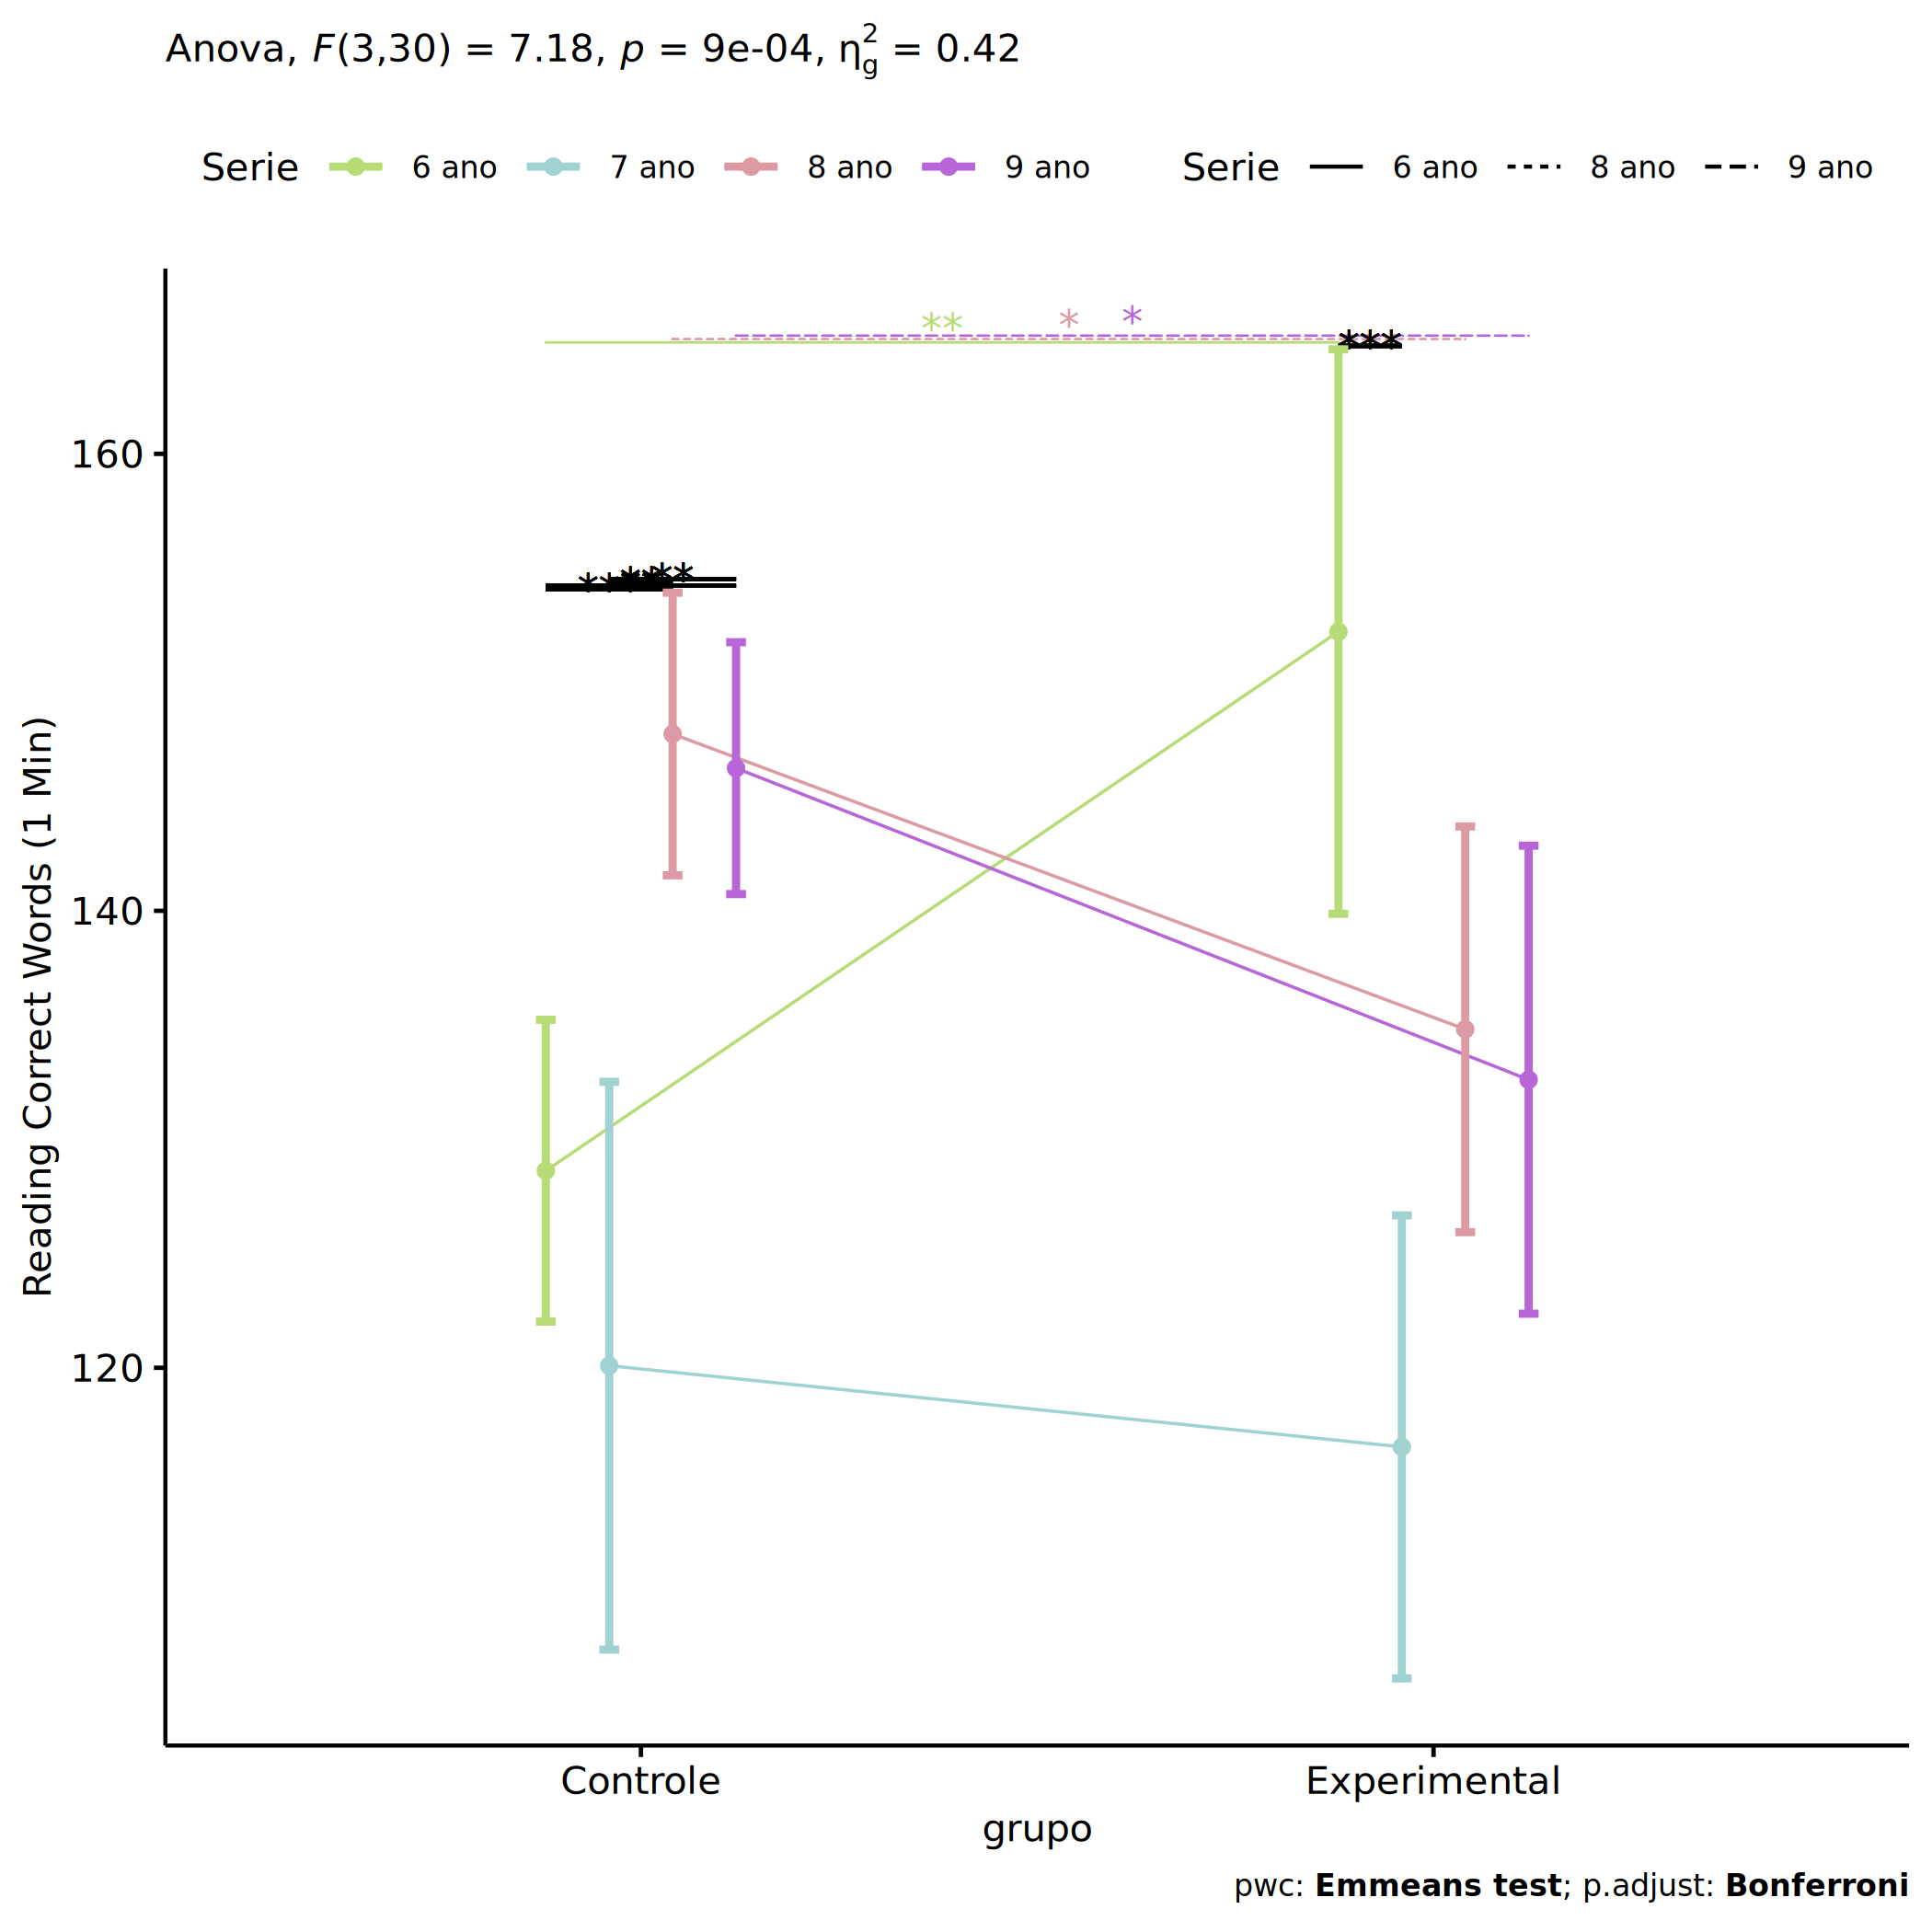 Anova, F(3,30) = 7.18, p = 9e-04, η²g = 0.42
Serie 6 ano 7 ano 8 ano 9 ano Serie 6 ano 8 ano 9 ano
** * * ***
160
140
120
Reading Correct Words (1 Min)
Controle Experimental
grupo
pwc: Emmeans test; p.adjust: Bonferroni